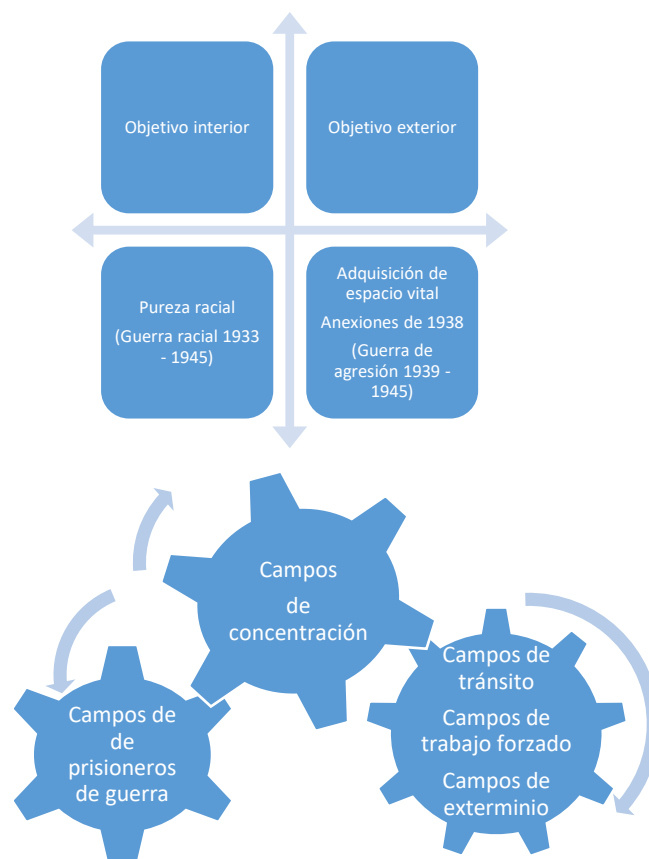 Objetivo interior
Objetivo exterior
Pureza racial
(Guerra racial 1933
- 1945)
Adquisición de
espacio vital
Anexiones de 1938
(Guerra de
agresión 1939 -
1945)
Campos
de
concentración
Campos de
de
prisioneros
de guerra
Campos de
tránsito
Campos de
trabajo forzado
Campos de
exterminio